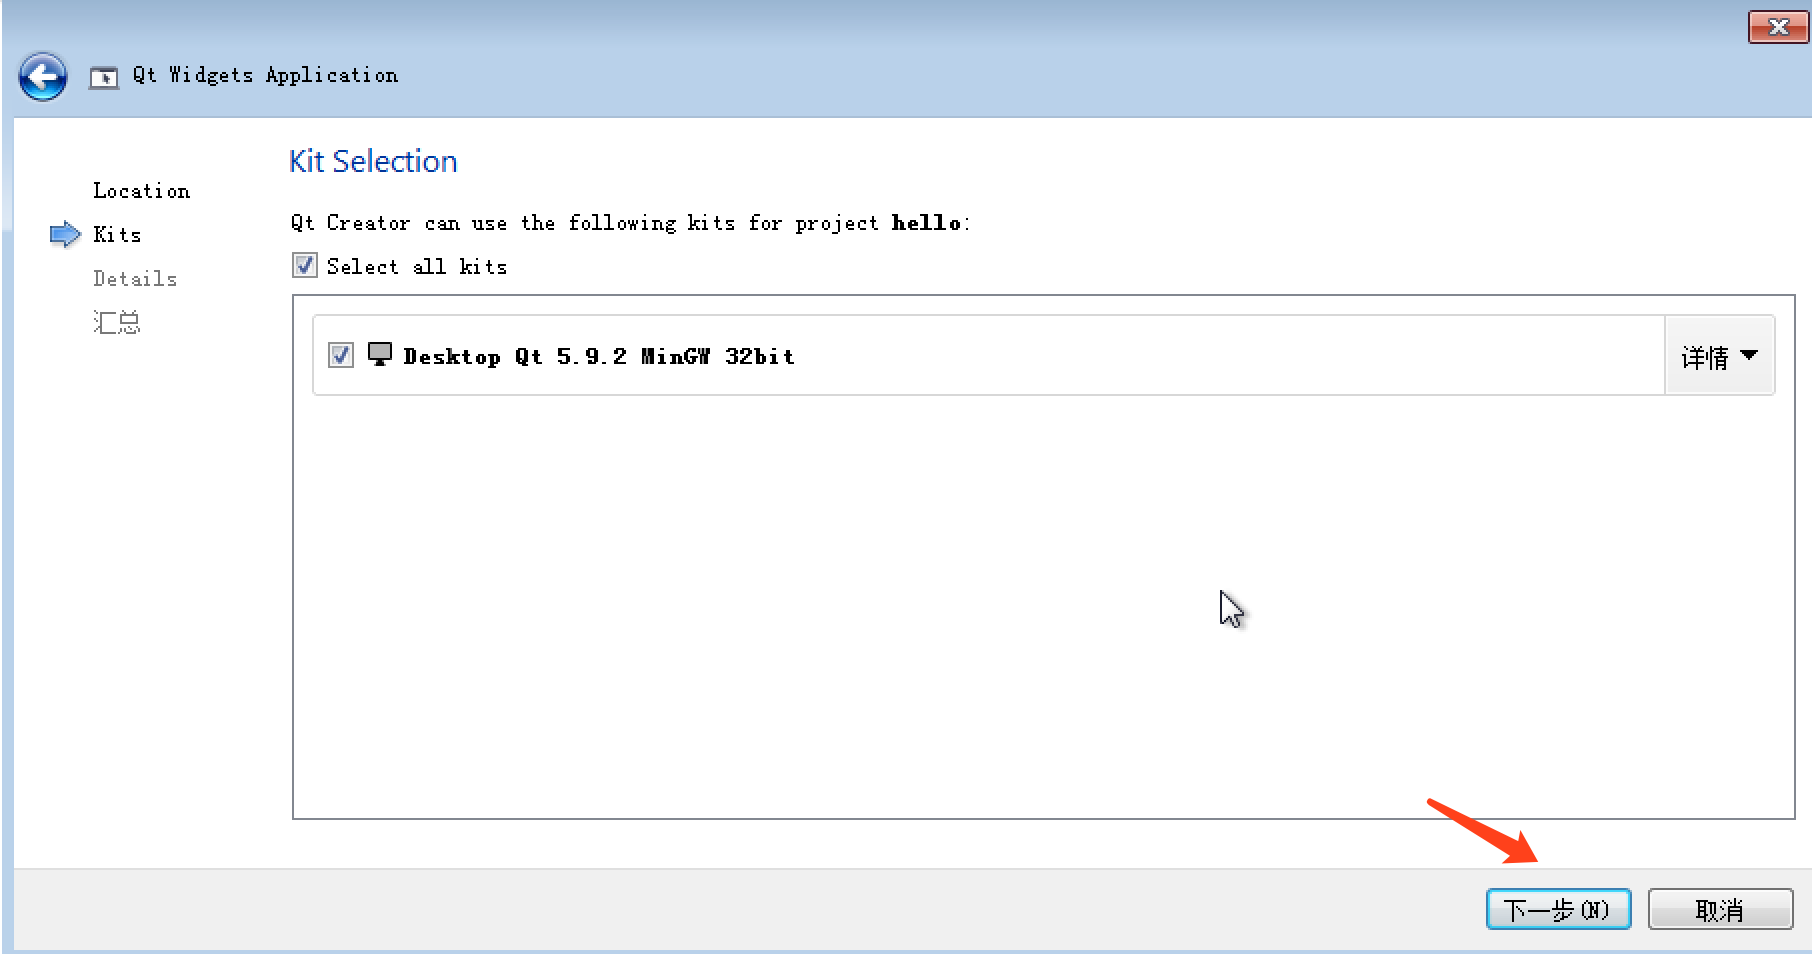 Qt Widgets Application
Kit Selection
Location
Kits
Details
汇总
Qt Creator can use the following kits for project hello:
Select all kits
Desktop Qt 5.9.2 MinGW 32bit
详情
下一步(N)
取消